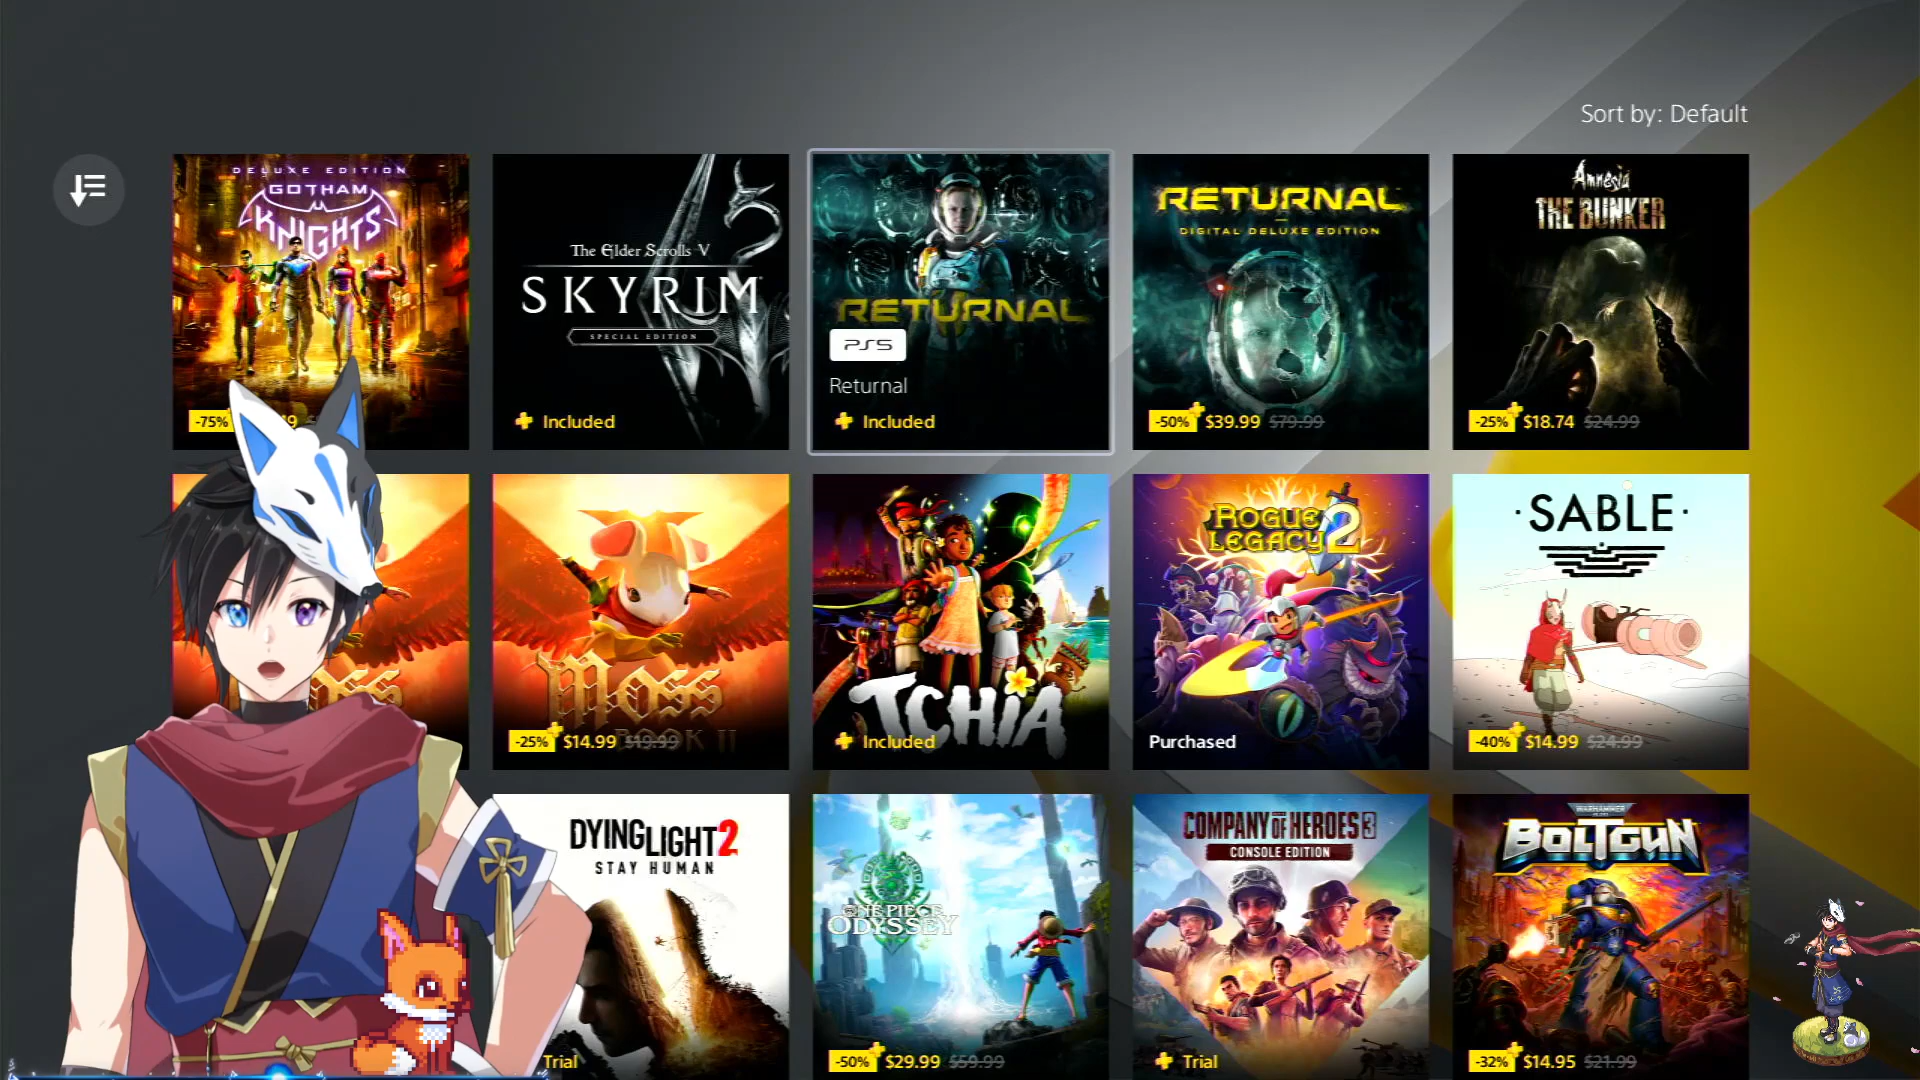 Sort by: Default
DELUXE EDITION
GOTHAM
KNIGHTS
-75%
The Elder Scrolls V
SKYRIM
SPECIAL EDITION
Included
RETURNAL
PS5
Returnal
Included
RETURNAL
DIGITAL DELUXE EDITION
-50% $39.99 $79.99
Amnesia
THE BUNKER
-25% $18.74 $24.99
Moss
BOOK II
-25% $14.99 $19.99
TCHIA
Included
ROGUE
LEGACY 2
Purchased
·SABLE·
-40% $14.99 $24.99
DYING LIGHT 2
STAY HUMAN
Trial
ONE PIECE
ODYSSEY
-50% $29.99 $59.99
COMPANY OF HEROES 3
CONSOLE EDITION
Trial
WARHAMMER
BOLTGUN
-32% $14.95 $21.99